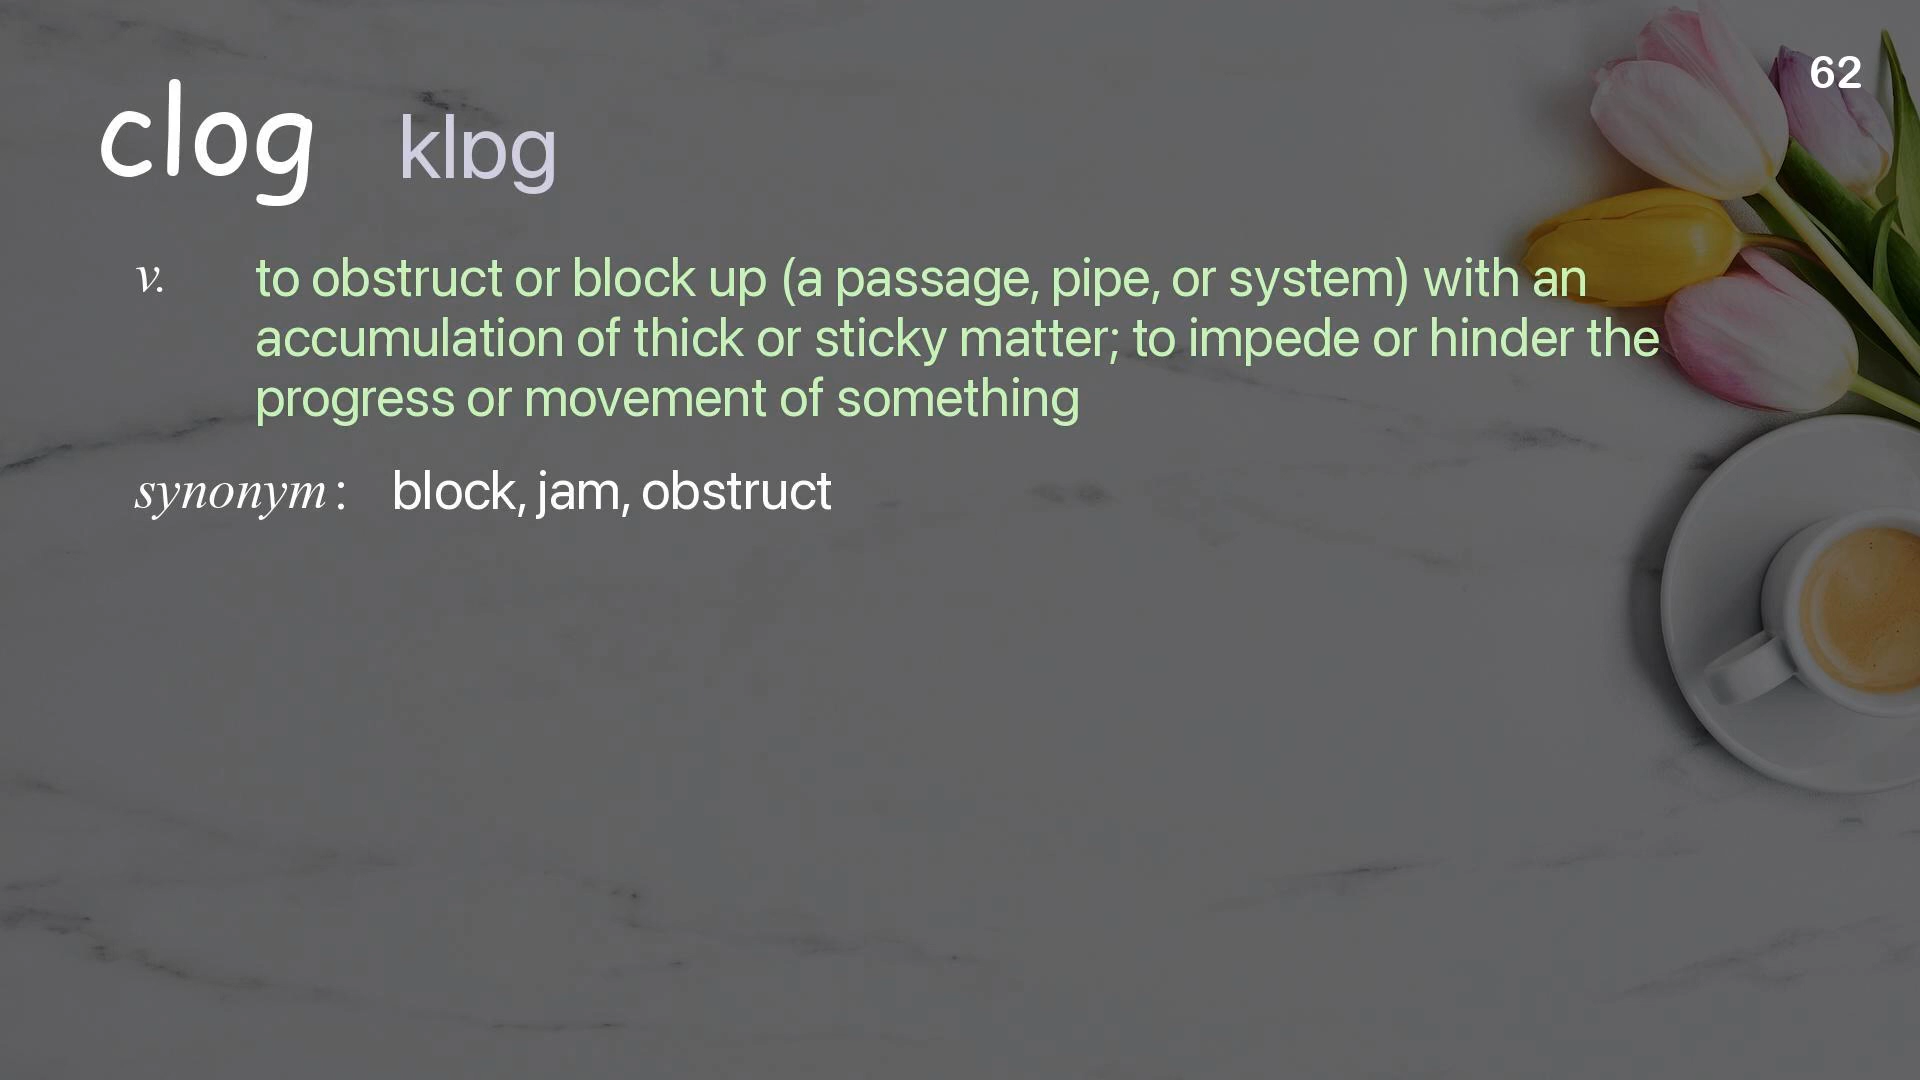 62
clog klɒg
v. to obstruct or block up (a passage, pipe, or system) with an
accumulation of thick or sticky matter; to impede or hinder the
progress or movement of something
synonym : block, jam, obstruct